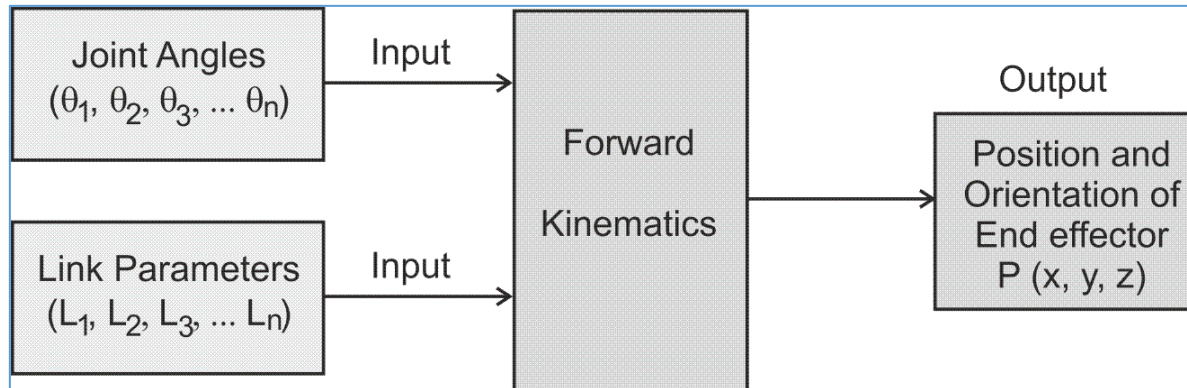 Joint Angles
(θ1, θ2, θ3, ... θn)
Input
Link Parameters
(L1, L2, L3, ... Ln)
Input
Forward
Kinematics
Output
Position and
Orientation of
End effector
P (x, y, z)